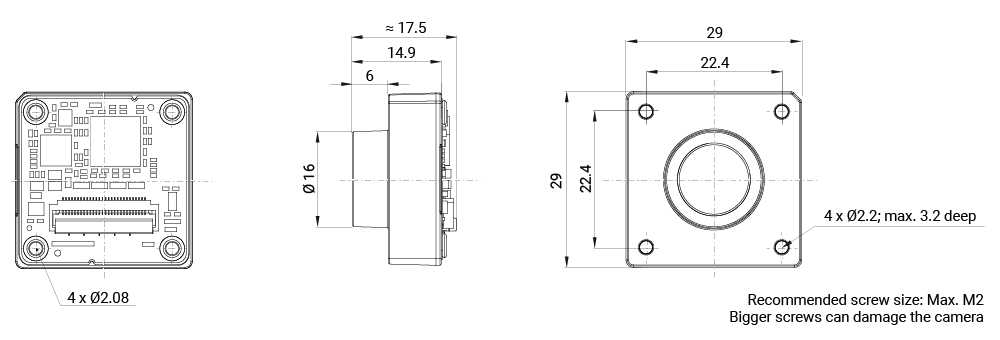 ≈ 17.5
14.9
6
Ø 16
4 x Ø2.08
29
22.4
29
22.4
4 x Ø2.2; max. 3.2 deep
Recommended screw size: Max. M2
Bigger screws can damage the camera